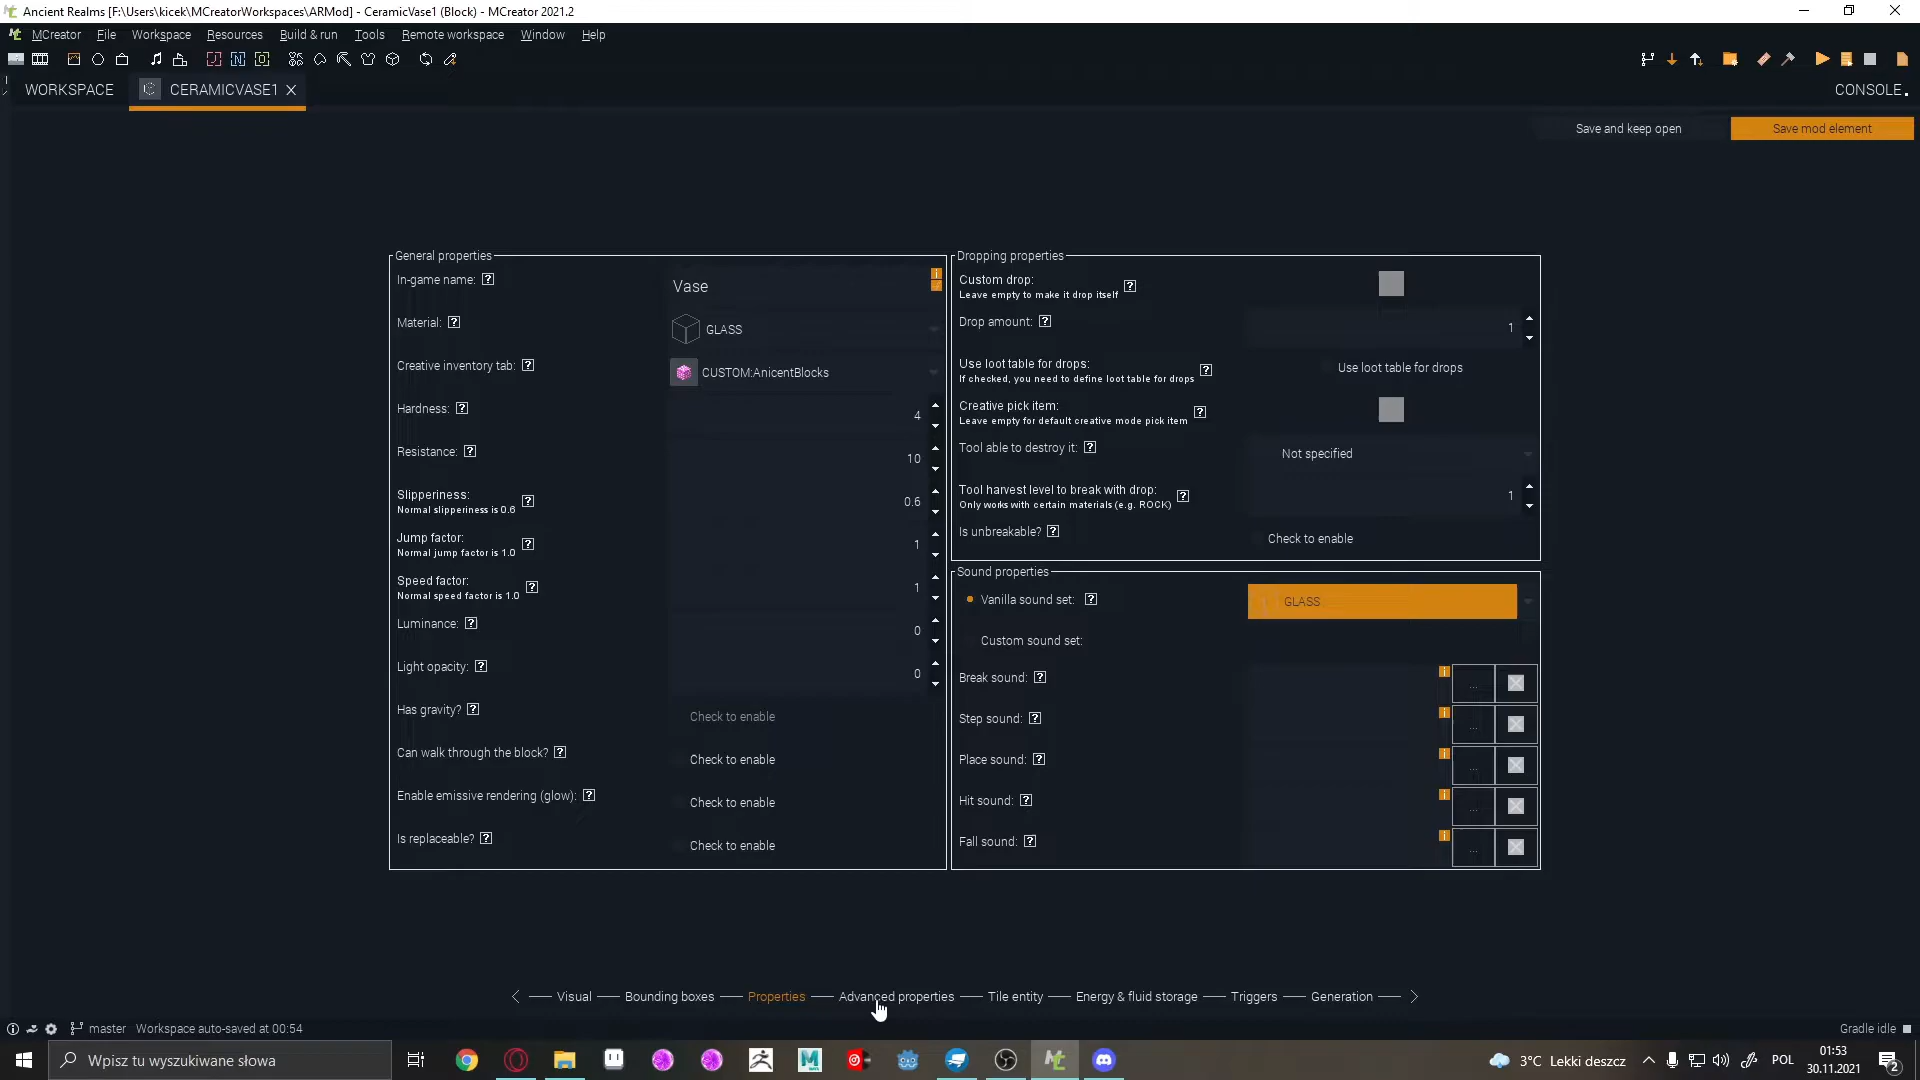 Ancient Realms [F:\Users\kicek\MCreatorWorkspaces\ARMod] - CeramicVase1 (Block) - MCreator 2021.2
MCreator File Workspace Resources Build & run Tools Remote workspace Window Help
WORKSPACE CERAMICVASE1 CONSOLE
Save and keep open Save mod element
General properties
In-game name: ? Vase
Material: ? GLASS
Creative inventory tab: ? CUSTOM:AnicentBlocks
Hardness: ? 4
Resistance: ? 10
Slipperiness:
Normal slipperiness is 0.6 ? 0.6
Jump factor:
Normal jump factor is 1.0 ? 1
Speed factor:
Normal speed factor is 1.0 ? 1
Luminance: ? 0
Light opacity: ? 0
Has gravity? ? Check to enable
Can walk through the block? ? Check to enable
Enable emissive rendering (glow): ? Check to enable
Is replaceable? ? Check to enable
Dropping properties
Custom drop:
Leave empty to make it drop itself ?
Drop amount: ? 1
Use loot table for drops:
If checked, you need to define loot table for drops ? Use loot table for drops
Creative pick item:
Leave empty for default creative mode pick item ?
Tool able to destroy it: ? Not specified
Tool harvest level to break with drop:
Only works with certain materials (e.g. ROCK) ? 1
Is unbreakable? ? Check to enable
Sound properties
Vanilla sound set: ? GLASS
Custom sound set:
Break sound: ? ...
Step sound: ? ...
Place sound: ? ...
Hit sound: ? ...
Fall sound: ? ...
Visual Bounding boxes Properties Advanced properties Tile entity Energy & fluid storage Triggers Generation
master Workspace auto-saved at 00:54 Gradle idle
Wpisz tu wyszukiwane słowa 3°C Lekki deszcz POL 01:53
30.11.2021 2